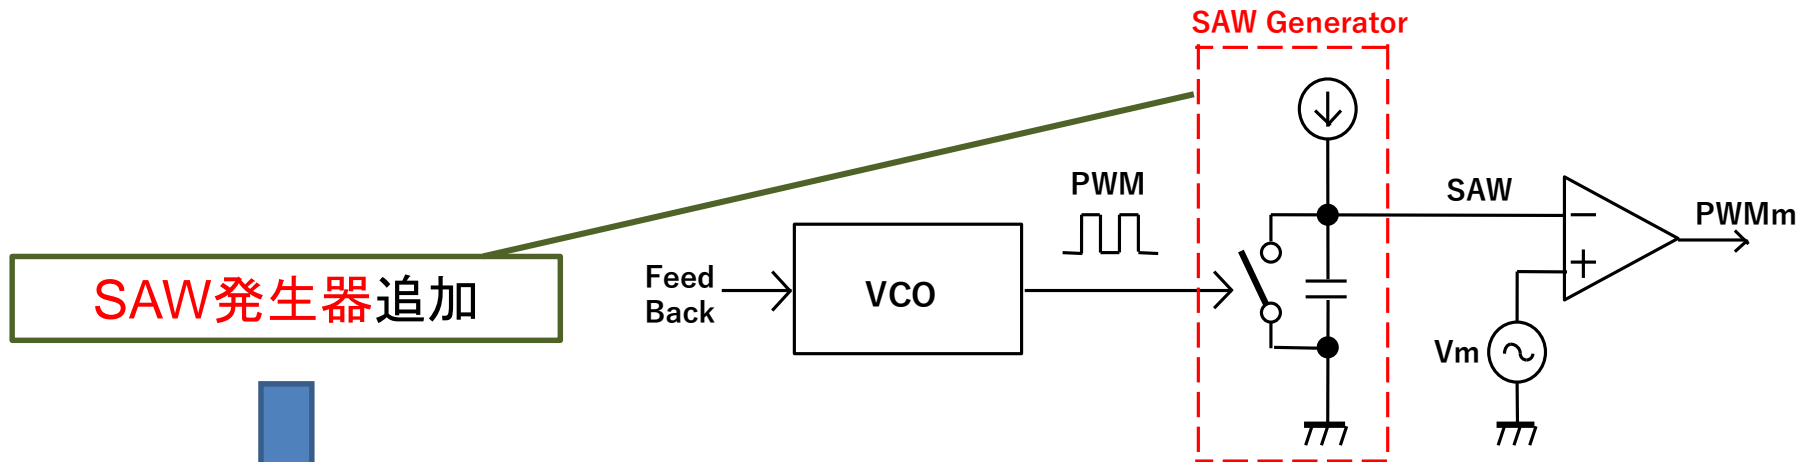 SAW Generator
PWM
SAW
PWMm
Feed
Back
VCO
SAW発生器追加
Vm